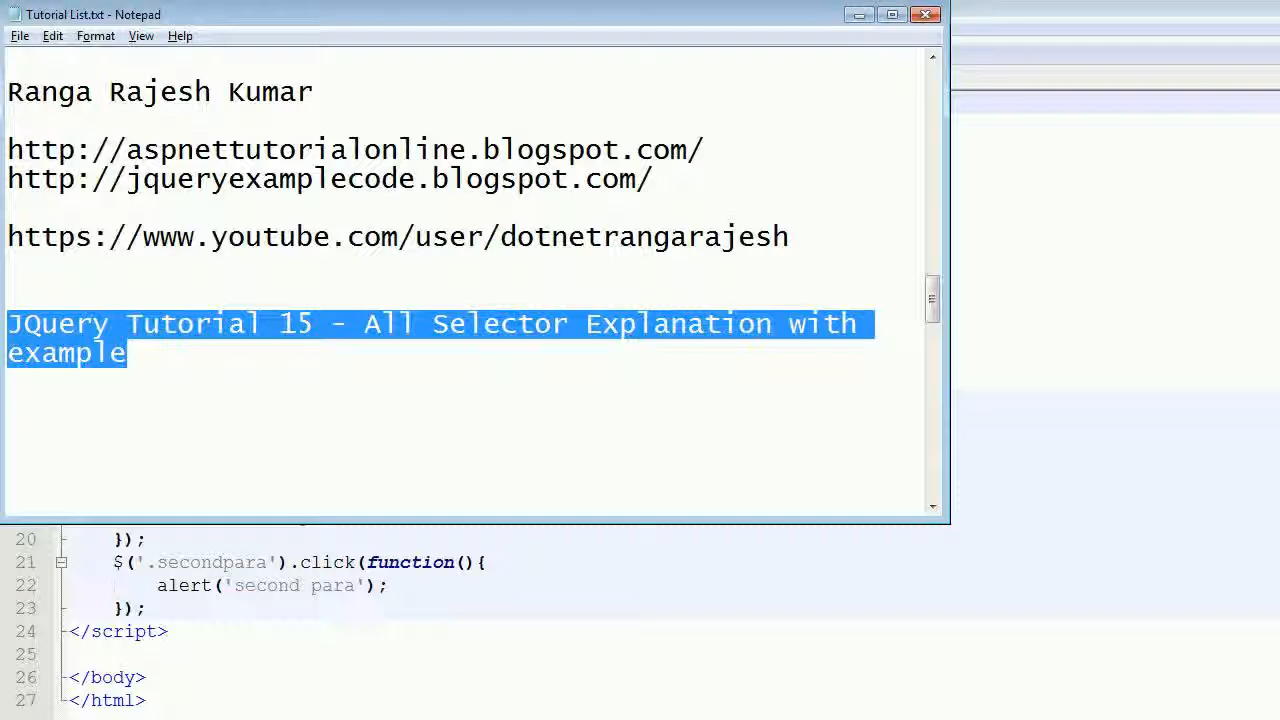 Tutorial List.txt - Notepad
File Edit Format View Help
Ranga Rajesh Kumar
http://aspnettutorialonline.blogspot.com/
http://jqueryexamplecode.blogspot.com/
https://www.youtube.com/user/dotnetrangarajesh
JQuery Tutorial 15 - All Selector Explanation with
example
20 });
21 $('.secondpara').click(function(){
22 alert('second para');
23 });
24 </script>
25
26 </body>
27 </html>